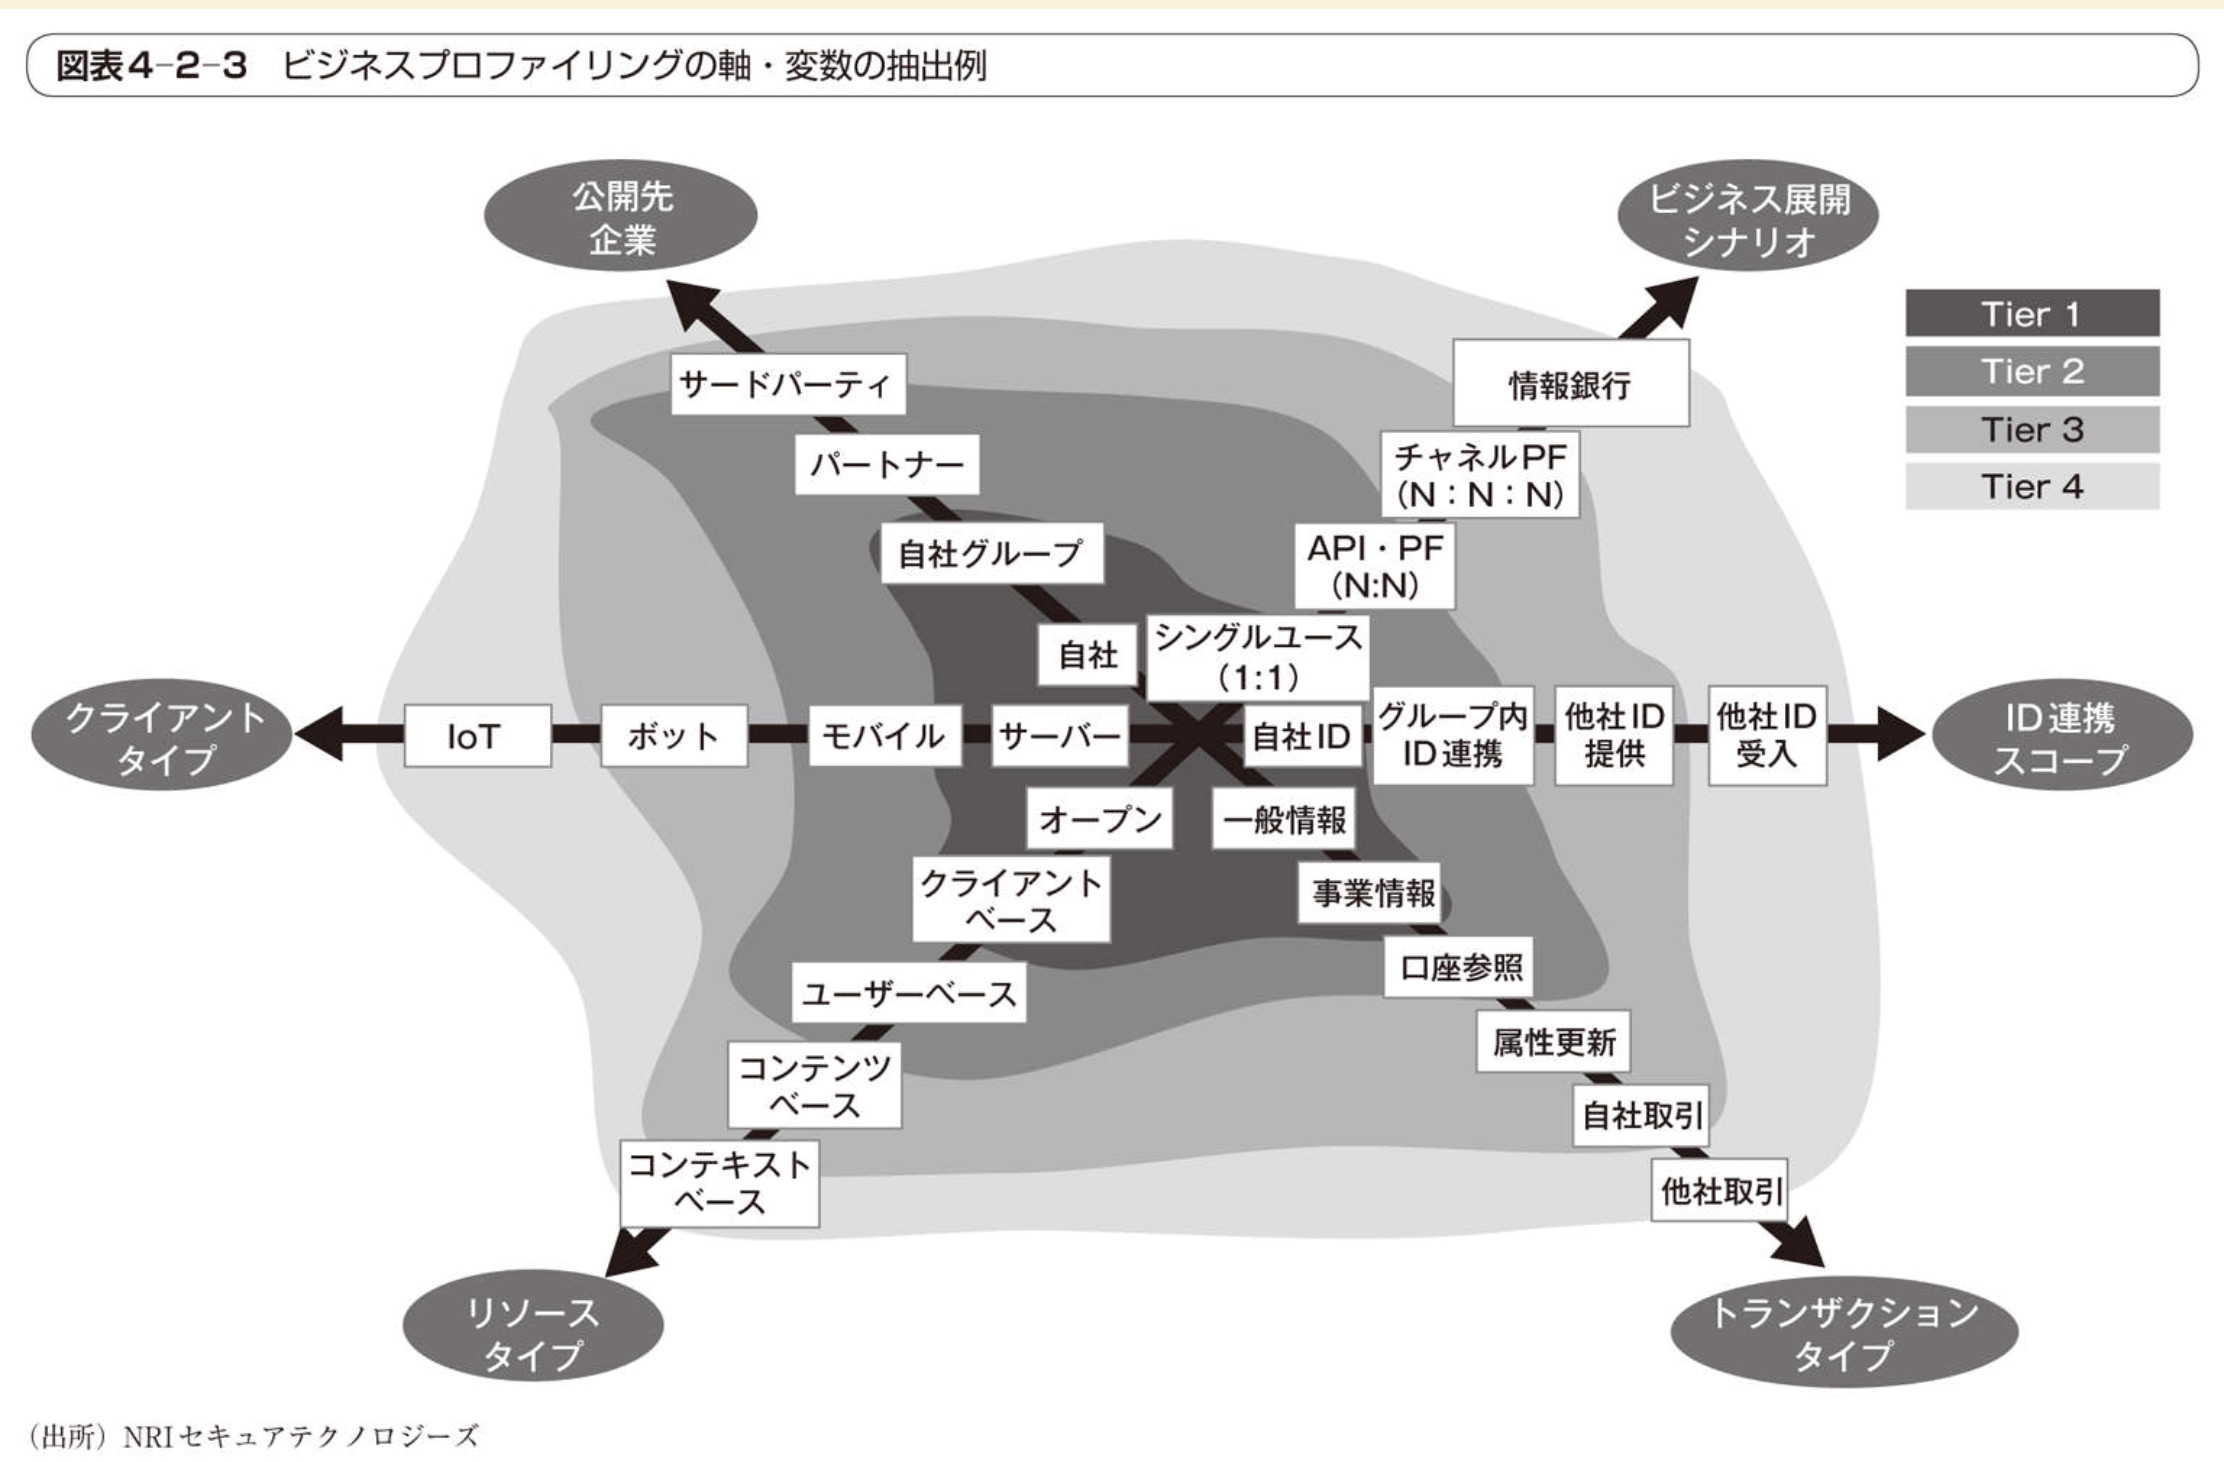 図表4-2-3　ビジネスプロファイリングの軸・変数の抽出例
公開先
企業
ビジネス展開
シナリオ
Tier 1
Tier 2
Tier 3
Tier 4
サードパーティ
パートナー
自社グループ
自社
情報銀行
チャネルPF
(N：N：N)
API・PF
(N:N)
シングルユース
(1:1)
クライアント
タイプ
IoT
ボット
モバイル
サーバー
自社ID
グループ内
ID連携
他社ID
提供
他社ID
受入
ID連携
スコープ
オープン
クライアント
ベース
ユーザーベース
コンテンツ
ベース
コンテキスト
ベース
リソース
タイプ
一般情報
事業情報
口座参照
属性更新
自社取引
他社取引
トランザクション
タイプ
（出所）NRIセキュアテクノロジーズ